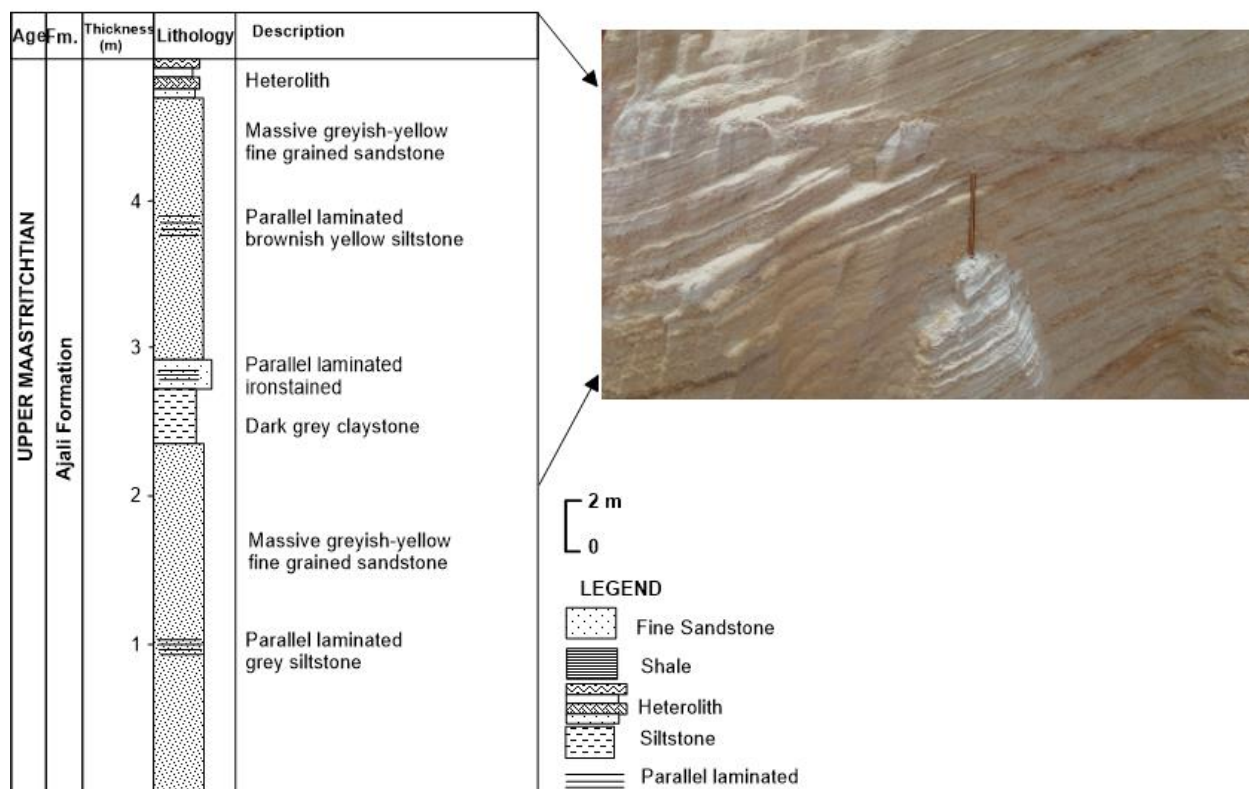 Age Fm. Thickness (m) Lithology Description
UPPER MAASTRITCHTIAN
Ajali Formation
Heterolith
Massive greyish-yellow
fine grained sandstone
4
Parallel laminated
brownish yellow siltstone
3
Parallel laminated
ironstained
Dark grey claystone
2
Massive greyish-yellow
fine grained sandstone
1
Parallel laminated
grey siltstone
2 m
0
LEGEND
Fine Sandstone
Shale
Heterolith
Siltstone
Parallel laminated